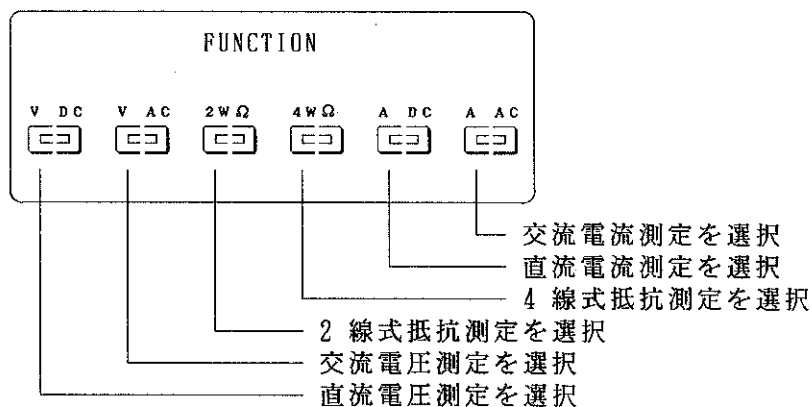 FUNCTION
V DC V AC 2WΩ 4WΩ A DC A AC
交流電流測定を選択
直流電流測定を選択
4 線式抵抗測定を選択
2 線式抵抗測定を選択
交流電圧測定を選択
直流電圧測定を選択